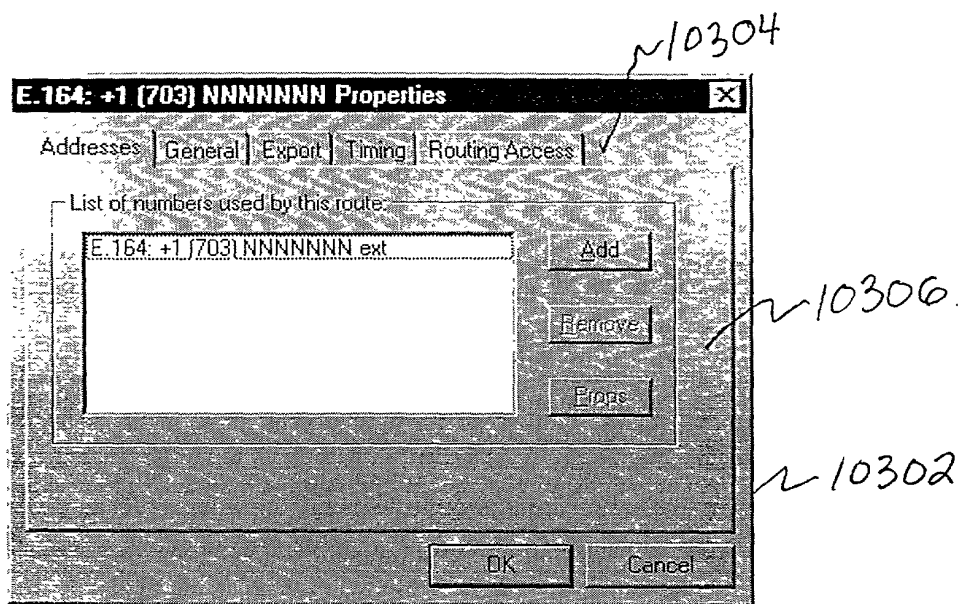 10304
E.164: +1 (703) NNNNNNN Properties
Addresses General Export Timing Routing Access
List of numbers used by this route:
E.164: +1 (703) NNNNNNN ext
Add
10306
Remove
Props
10302
OK Cancel